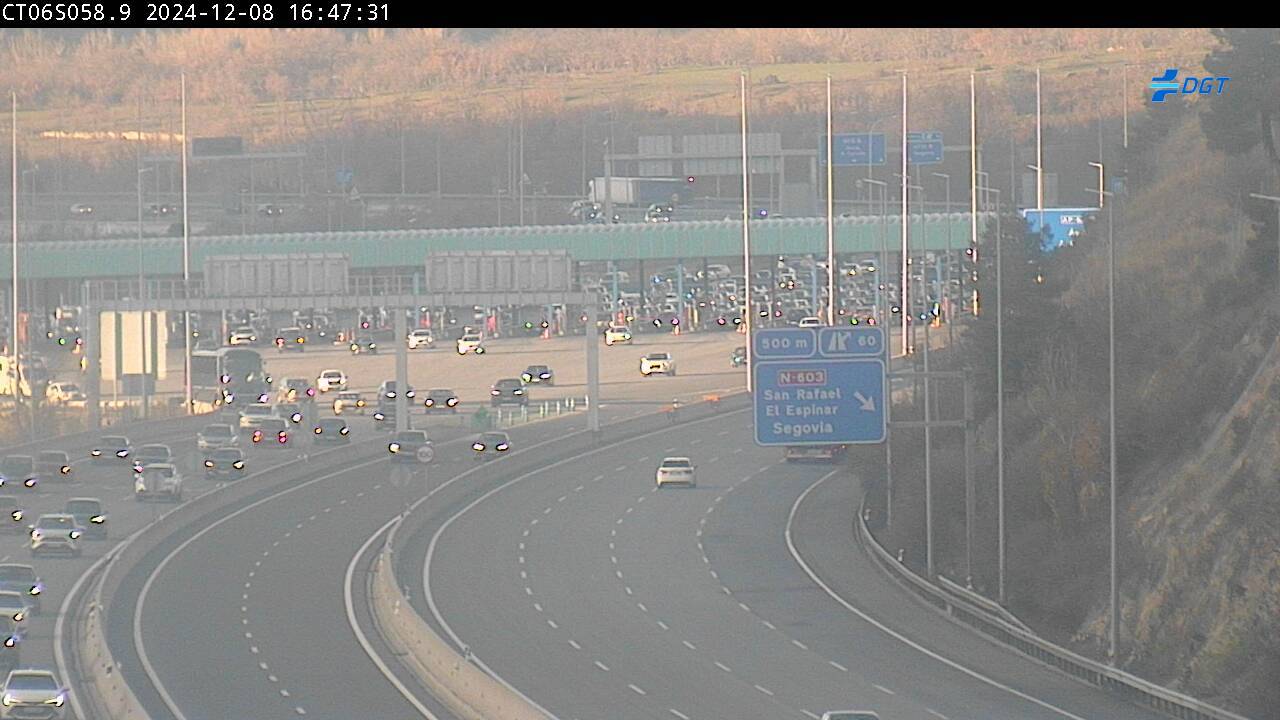 CT06S058.9 2024-12-08 16:47:31
DGT
500 m
60
N-603
San Rafael
El Espinar
Segovia